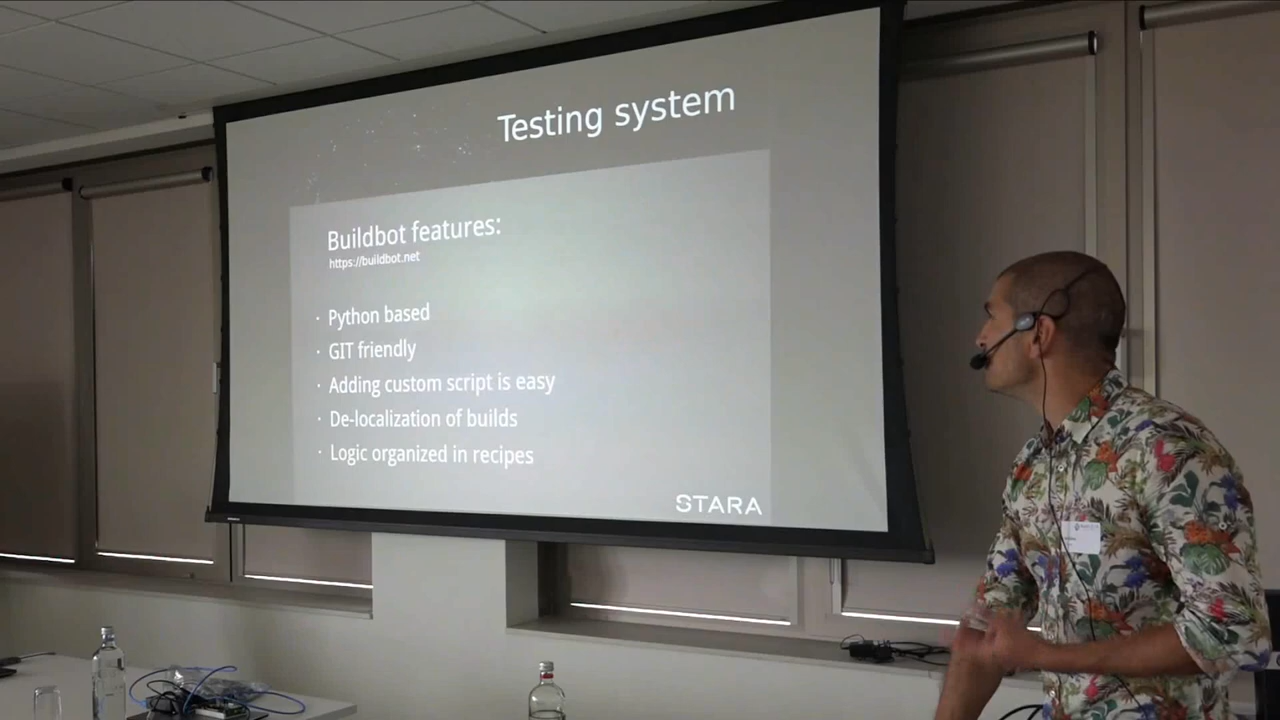 Testing system
Buildbot features:
https://buildbot.net
· Python based
· GIT friendly
· Adding custom script is easy
· De-localization of builds
· Logic organized in recipes
STARA